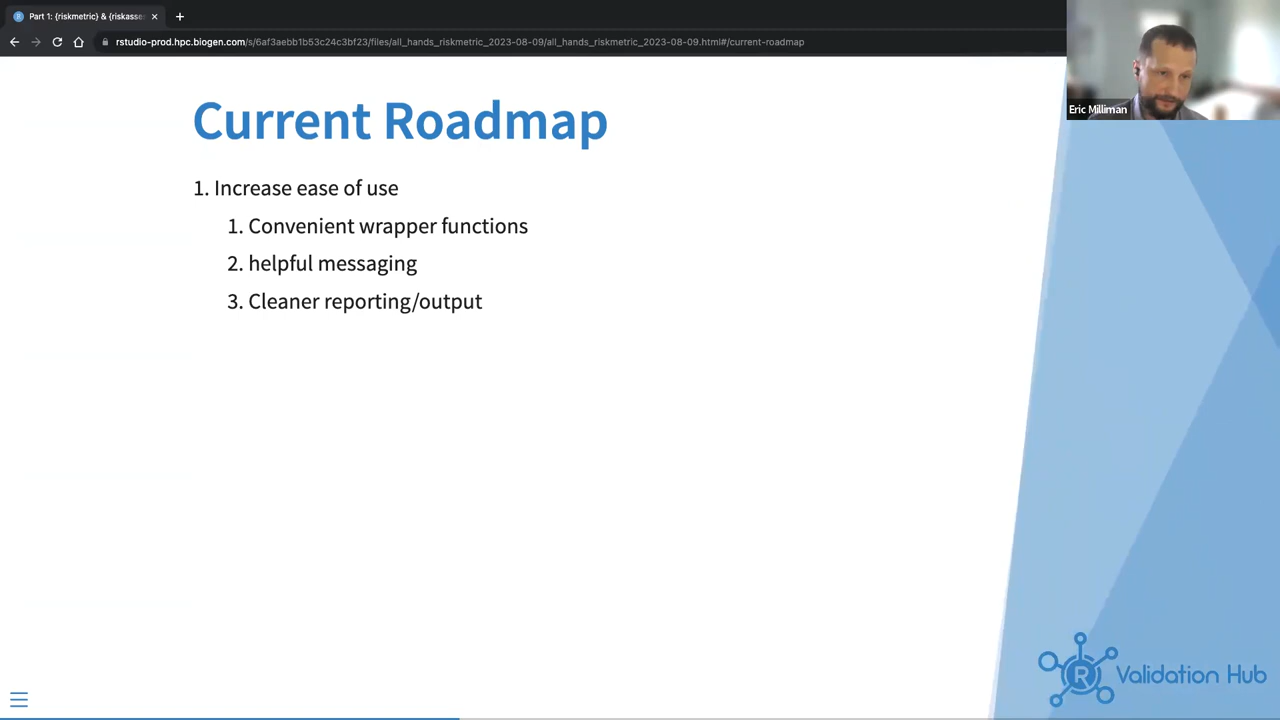 Part 1: {riskmetric} & {riskasse
rstudio-prod.hpc.biogen.com/s/6af3aebb1b53c24c3bf23/files/all_hands_riskmetric_2023-08-09/all_hands_riskmetric_2023-08-09.html#/current-roadmap
Eric Milliman
Current Roadmap
1. Increase ease of use
1. Convenient wrapper functions
2. helpful messaging
3. Cleaner reporting/output
R Validation Hub